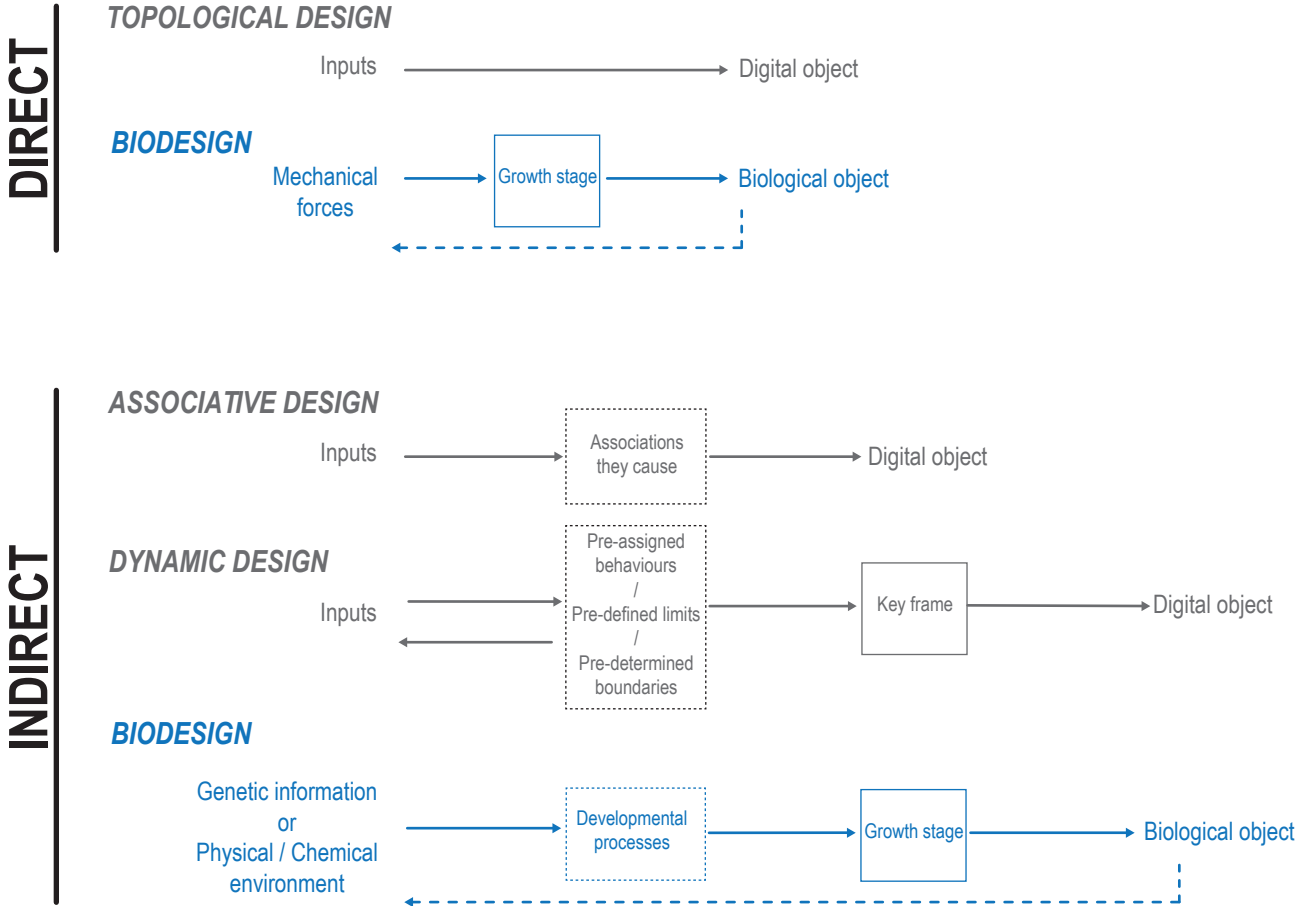 DIRECT
TOPOLOGICAL DESIGN
Inputs
Digital object
BIODESIGN
Mechanical
forces
Growth stage
Biological object
INDIRECT
ASSOCIATIVE DESIGN
Inputs
Associations
they cause
Digital object
DYNAMIC DESIGN
Inputs
Pre-assigned
behaviours
/
Pre-defined limits
/
Pre-determined
boundaries
Key frame
Digital object
BIODESIGN
Genetic information
or
Physical / Chemical
environment
Developmental
processes
Growth stage
Biological object